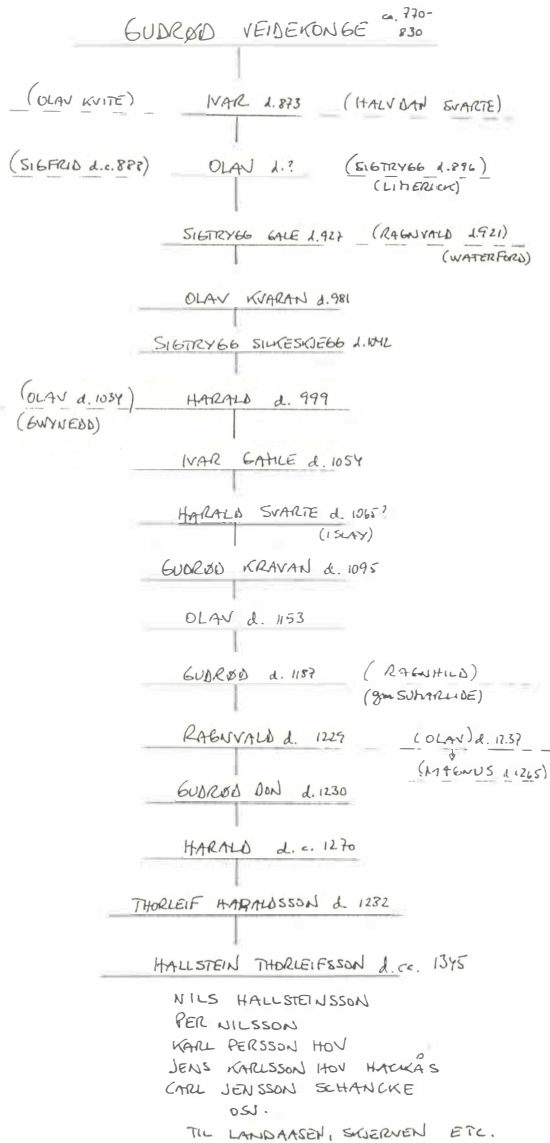 ca. 770-
GUDRØD VEIDEKONGE 830
(OLAV KVITE) IVAR d.873 (HALVDAN SVARTE)
(SIGFRID d.c.888) OLAV d.? (SIGTRYGG d.896)
(LIMERICK)
SIGTRYGG GALE d.927 (RAGNVALD d.921)
(WATERFORD)
OLAV KVARAN d.981
SIGTRYGG SILKESKJEGG d.1042
(OLAV d.1034) HARALD d. 999
(GWYNEDD)
IVAR GAMLE d. 1054
HARALD SVARTE d. 1065?
(ISLAY)
GUDRØD KRAVAN d. 1095
OLAV d. 1153
GUDRØD d. 1187 (RAGNHILD)
(gm SUMARLIDE)
RAGNVALD d. 1229 (OLAV) d. 1237
(MAGNUS d 1265)
GUDRØD DON d. 1230
HARALD d. c. 1270
THORLEIF HARALDSSON d. 1232
HALLSTEIN THORLEIFSSON d. cc. 1345
NILS HALLSTEINSSON
PER NILSSON
KARL PERSSON HOV
JENS KARLSSON HOV HACKÅS
CARL JENSSON SCHANCKE
OSV.
TIL LANDAASEN, SKJERVEN ETC.